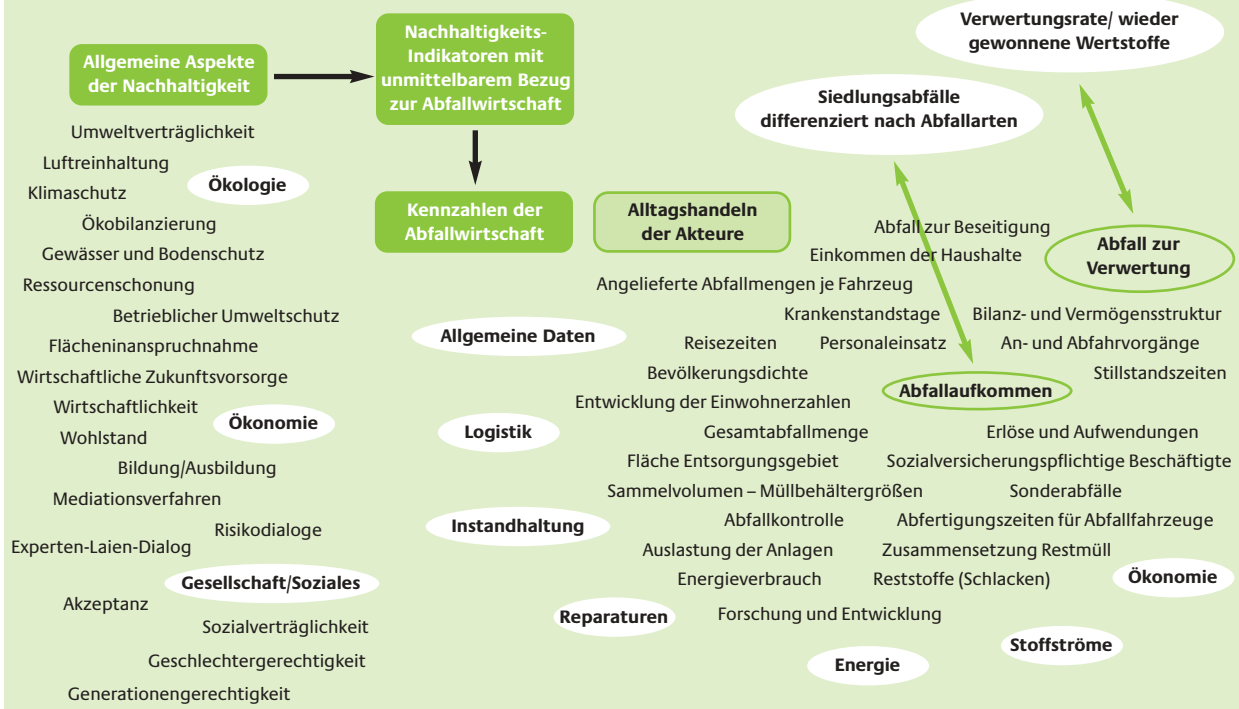 Allgemeine Aspekte
der Nachhaltigkeit
Nachhaltigkeits-
Indikatoren mit
unmittelbarem Bezug
zur Abfallwirtschaft
Verwertungsrate/ wieder
gewonnene Wertstoffe
Siedlungsabfälle
differenziert nach Abfallarten
Umweltverträglichkeit
Luftreinhaltung
Ökologie
Klimaschutz
Ökobilanzierung
Gewässer und Bodenschutz
Ressourcenschonung
Betrieblicher Umweltschutz
Flächeninanspruchnahme
Wirtschaftliche Zukunftsvorsorge
Wirtschaftlichkeit
Ökonomie
Wohlstand
Bildung/Ausbildung
Mediationsverfahren
Risikodialoge
Experten-Laien-Dialog
Gesellschaft/Soziales
Akzeptanz
Sozialverträglichkeit
Geschlechtergerechtigkeit
Generationengerechtigkeit
Kennzahlen der
Abfallwirtschaft
Allgemeine Daten
Logistik
Instandhaltung
Reparaturen
Energie
Stoffströme
Ökonomie
Alltagshandeln
der Akteure
Abfall zur Beseitigung
Einkommen der Haushalte
Abfall zur
Verwertung
Angelieferte Abfallmengen je Fahrzeug
Krankenstandstage
Bilanz- und Vermögensstruktur
Reisezeiten
Personaleinsatz
An- und Abfahrvorgänge
Bevölkerungsdichte
Stillstandszeiten
Abfallaufkommen
Entwicklung der Einwohnerzahlen
Gesamtabfallmenge
Erlöse und Aufwendungen
Fläche Entsorgungsgebiet
Sozialversicherungspflichtige Beschäftigte
Sammelvolumen – Müllbehältergrößen
Sonderabfälle
Abfallkontrolle
Abfertigungszeiten für Abfallfahrzeuge
Auslastung der Anlagen
Zusammensetzung Restmüll
Energieverbrauch
Reststoffe (Schlacken)
Forschung und Entwicklung